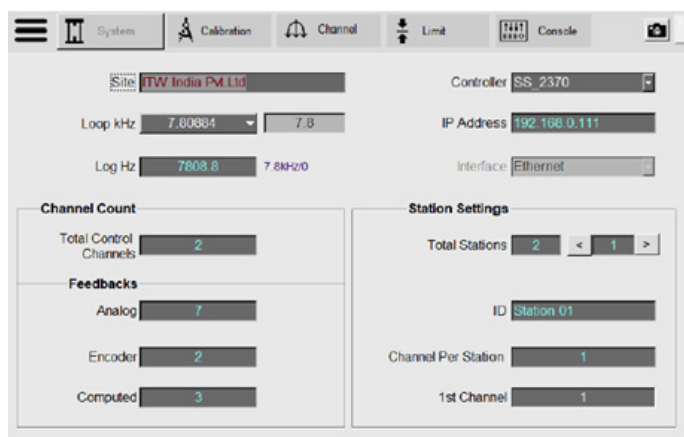 System Calibration Channel Limit Console
Site ITW India Pvt.Ltd Controller SS_2370
Loop kHz 7.80884 7.8 IP Address 192.168.0.111
Log Hz 7808.8 7.8kHz/0 Interface Ethernet
Channel Count Station Settings
Total Control
Channels 2 Total Stations 2 < 1 >
Feedbacks
Analog 7 ID Station 01
Encoder 2 Channel Per Station 1
Computed 3 1st Channel 1